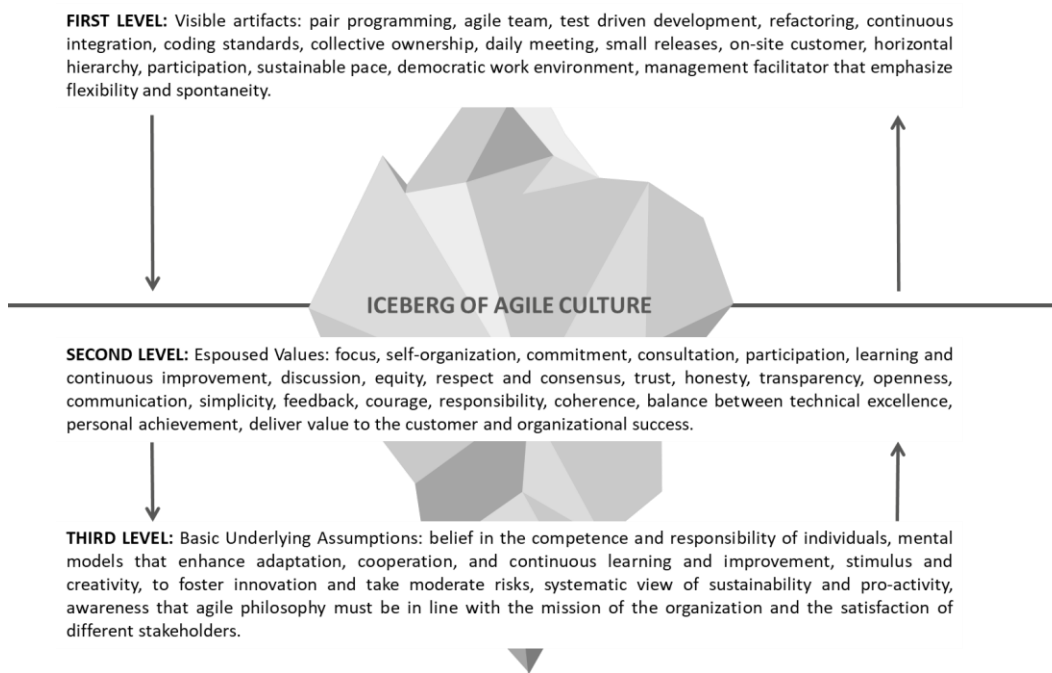 FIRST LEVEL: Visible artifacts: pair programming, agile team, test driven development, refactoring, continuous
integration, coding standards, collective ownership, daily meeting, small releases, on-site customer, horizontal
hierarchy, participation, sustainable pace, democratic work environment, management facilitator that emphasize
flexibility and spontaneity.
ICEBERG OF AGILE CULTURE
SECOND LEVEL: Espoused Values: focus, self-organization, commitment, consultation, participation, learning and
continuous improvement, discussion, equity, respect and consensus, trust, honesty, transparency, openness,
communication, simplicity, feedback, courage, responsibility, coherence, balance between technical excellence,
personal achievement, deliver value to the customer and organizational success.
THIRD LEVEL: Basic Underlying Assumptions: belief in the competence and responsibility of individuals, mental
models that enhance adaptation, cooperation, and continuous learning and improvement, stimulus and
creativity, to foster innovation and take moderate risks, systematic view of sustainability and pro-activity,
awareness that agile philosophy must be in line with the mission of the organization and the satisfaction of
different stakeholders.